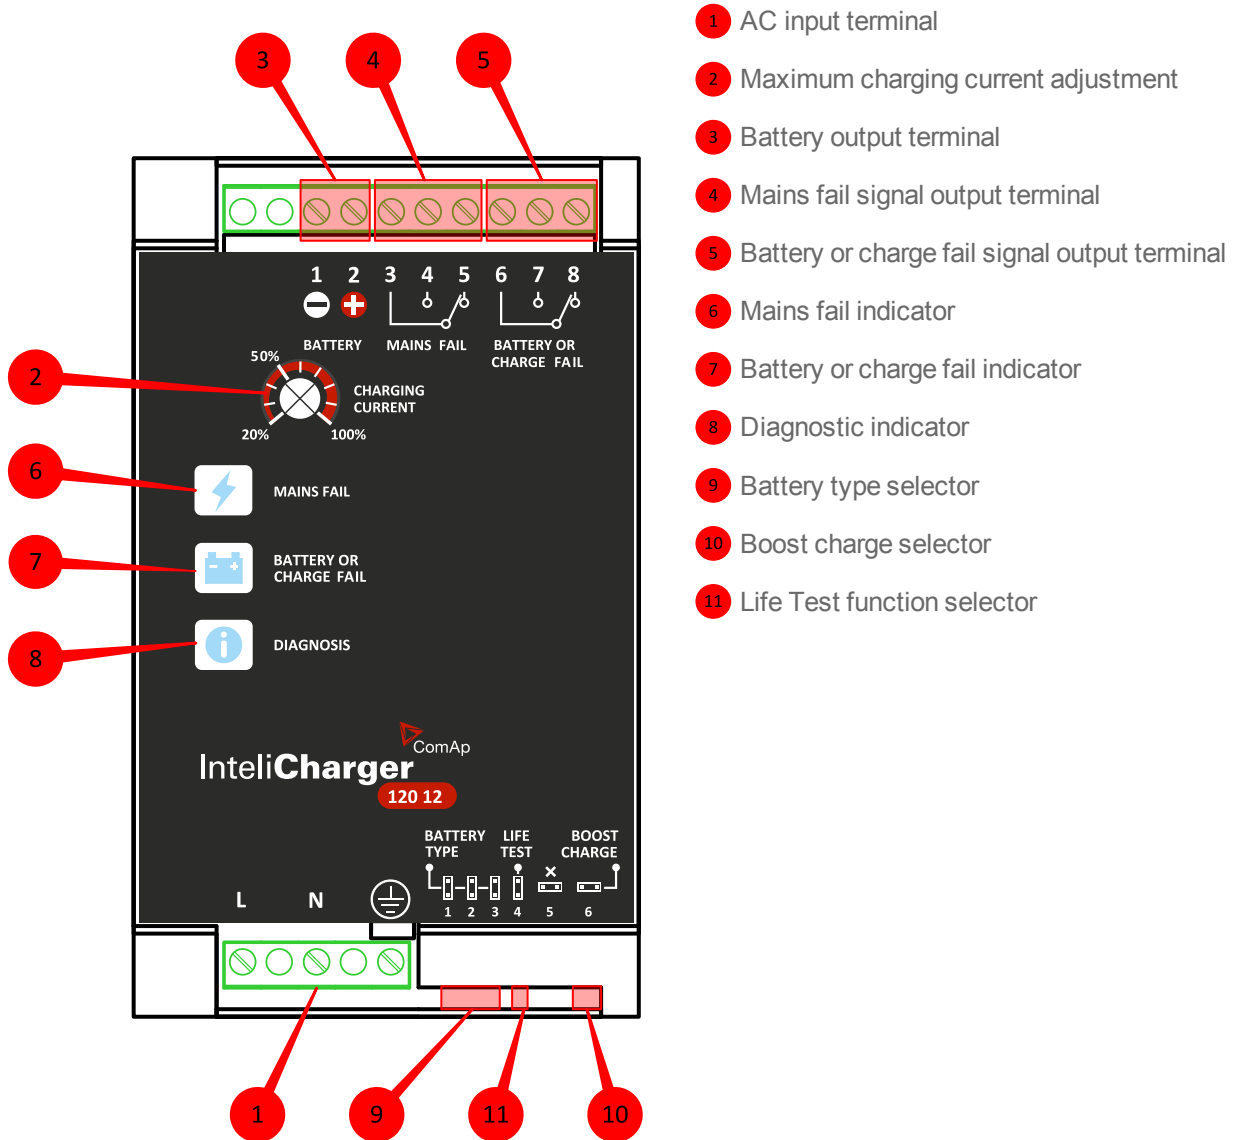 3 4 5
1 2 3 4 5 6 7 8
BATTERY MAINS FAIL BATTERY OR
CHARGE FAIL
50%
CHARGING
CURRENT
20% 100%
2
6
MAINS FAIL
7
BATTERY OR
CHARGE FAIL
8
DIAGNOSIS
ComAp
InteliCharger
120 12
BATTERY LIFE BOOST
TYPE TEST CHARGE
1 2 3 4 5 6
L N
1 9 11 10
1 AC input terminal
2 Maximum charging current adjustment
3 Battery output terminal
4 Mains fail signal output terminal
5 Battery or charge fail signal output terminal
6 Mains fail indicator
7 Battery or charge fail indicator
8 Diagnostic indicator
9 Battery type selector
10 Boost charge selector
11 Life Test function selector